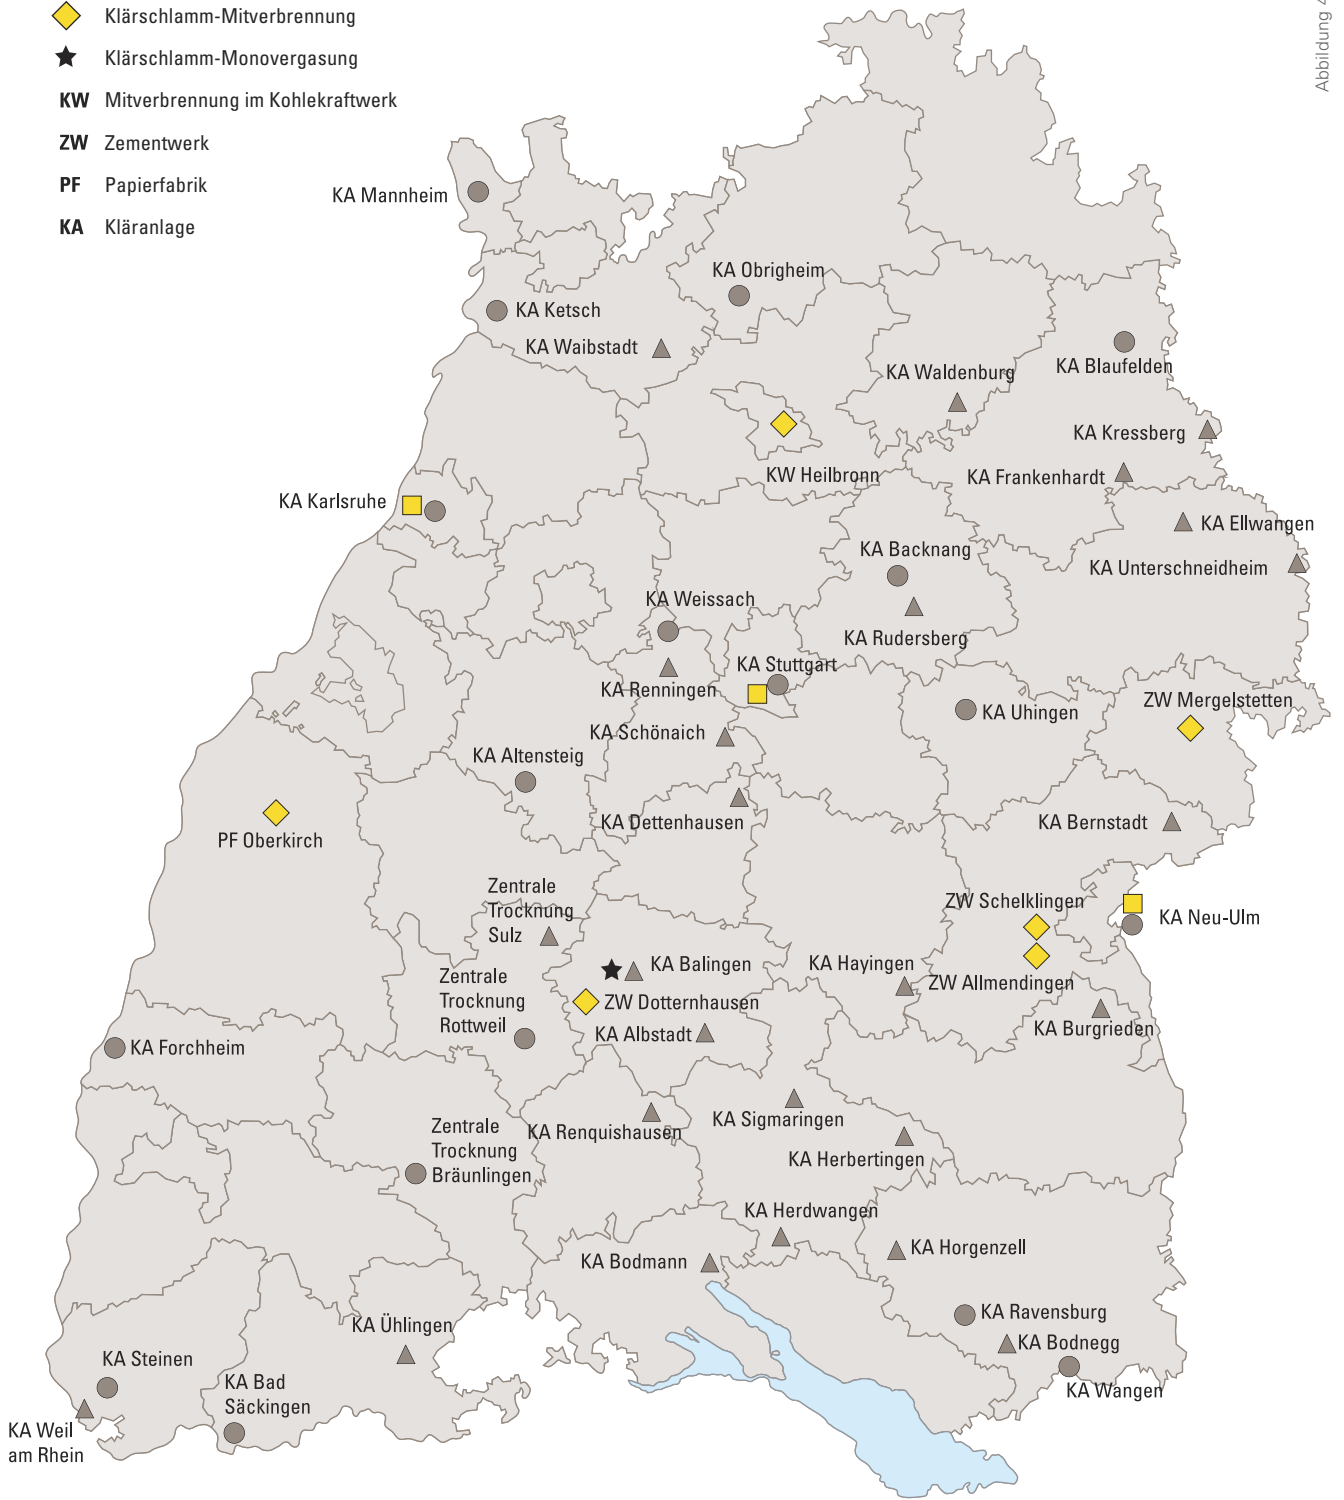 Klärschlamm-Mitverbrennung
Klärschlamm-Monovergasung
KW Mitverbrennung im Kohlekraftwerk
ZW Zementwerk
PF Papierfabrik
KA Kläranlage
Abbildung 4
KA Mannheim
KA Obrigheim
KA Ketsch
KA Waibstadt
KA Waldenburg
KA Blaufelden
KA Kressberg
KW Heilbronn
KA Frankenhardt
KA Karlsruhe
KA Ellwangen
KA Backnang
KA Unterschneidheim
KA Weissach
KA Rudersberg
KA Stuttgart
KA Renningen
ZW Mergelstetten
KA Uhingen
KA Schönaich
KA Altensteig
KA Dettenhausen
KA Bernstadt
PF Oberkirch
Zentrale
Trocknung
Sulz
ZW Schelklingen
KA Neu-Ulm
KA Balingen
KA Hayingen
Zentrale
Trocknung
Rottweil
ZW Allmendingen
ZW Dotternhausen
KA Albstadt
KA Burgrieden
KA Forchheim
KA Sigmaringen
Zentrale
Trocknung
Bräunlingen
KA Renquishausen
KA Herbertingen
KA Herdwangen
KA Horgenzell
KA Bodmann
KA Ravensburg
KA Ühlingen
KA Bodnegg
KA Steinen
KA Bad
Säckingen
KA Wangen
KA Weil
am Rhein